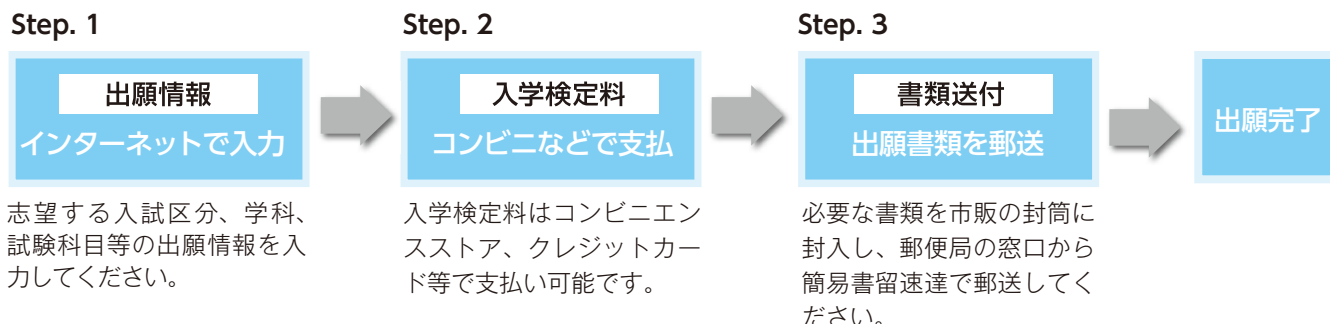 Step. 1
出願情報
インターネットで入力
志望する入試区分、学科、
試験科目等の出願情報を入
力してください。
Step. 2
入学検定料
コンビニなどで支払
入学検定料はコンビニエン
スストア、クレジットカー
ド等で支払い可能です。
Step. 3
書類送付
出願書類を郵送
必要な書類を市販の封筒に
封入し、郵便局の窓口から
簡易書留速達で郵送してく
ださい。
出願完了